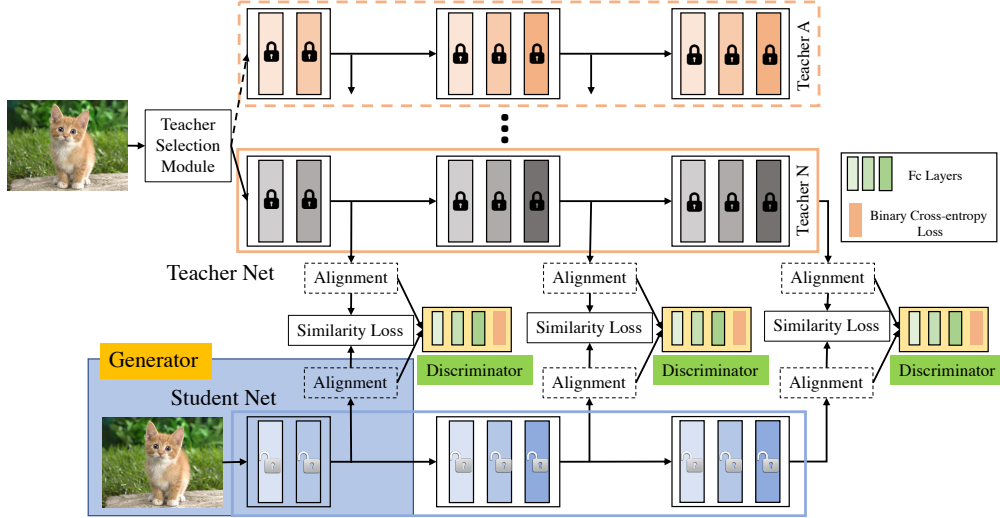 Teacher A
Teacher
Selection
Module
Teacher N
Fc Layers
Binary Cross-entropy
Loss
Teacher Net
Alignment
Alignment
Alignment
Similarity Loss
Similarity Loss
Similarity Loss
Generator
Discriminator
Discriminator
Discriminator
Alignment
Alignment
Alignment
Student Net